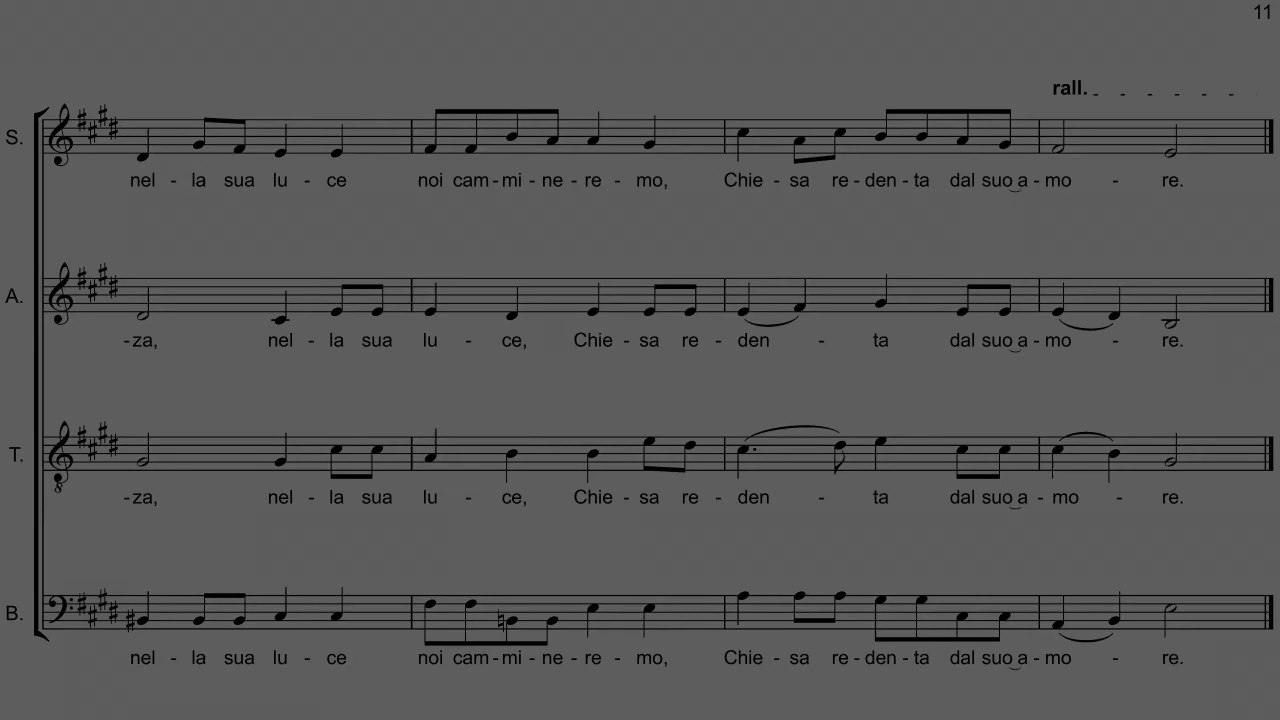 11
rall.
S.
nel - la sua lu - ce noi cam - mi - ne - re - mo, Chie - sa re - den - ta dal suo‿a - mo - re.
A.
- za, nel - la sua lu - ce, Chie - sa re - den - ta dal suo‿a - mo - re.
T.
- za, nel - la sua lu - ce, Chie - sa re - den - ta dal suo‿a - mo - re.
B.
nel - la sua lu - ce noi cam - mi - ne - re - mo, Chie - sa re - den - ta dal suo‿a - mo - re.